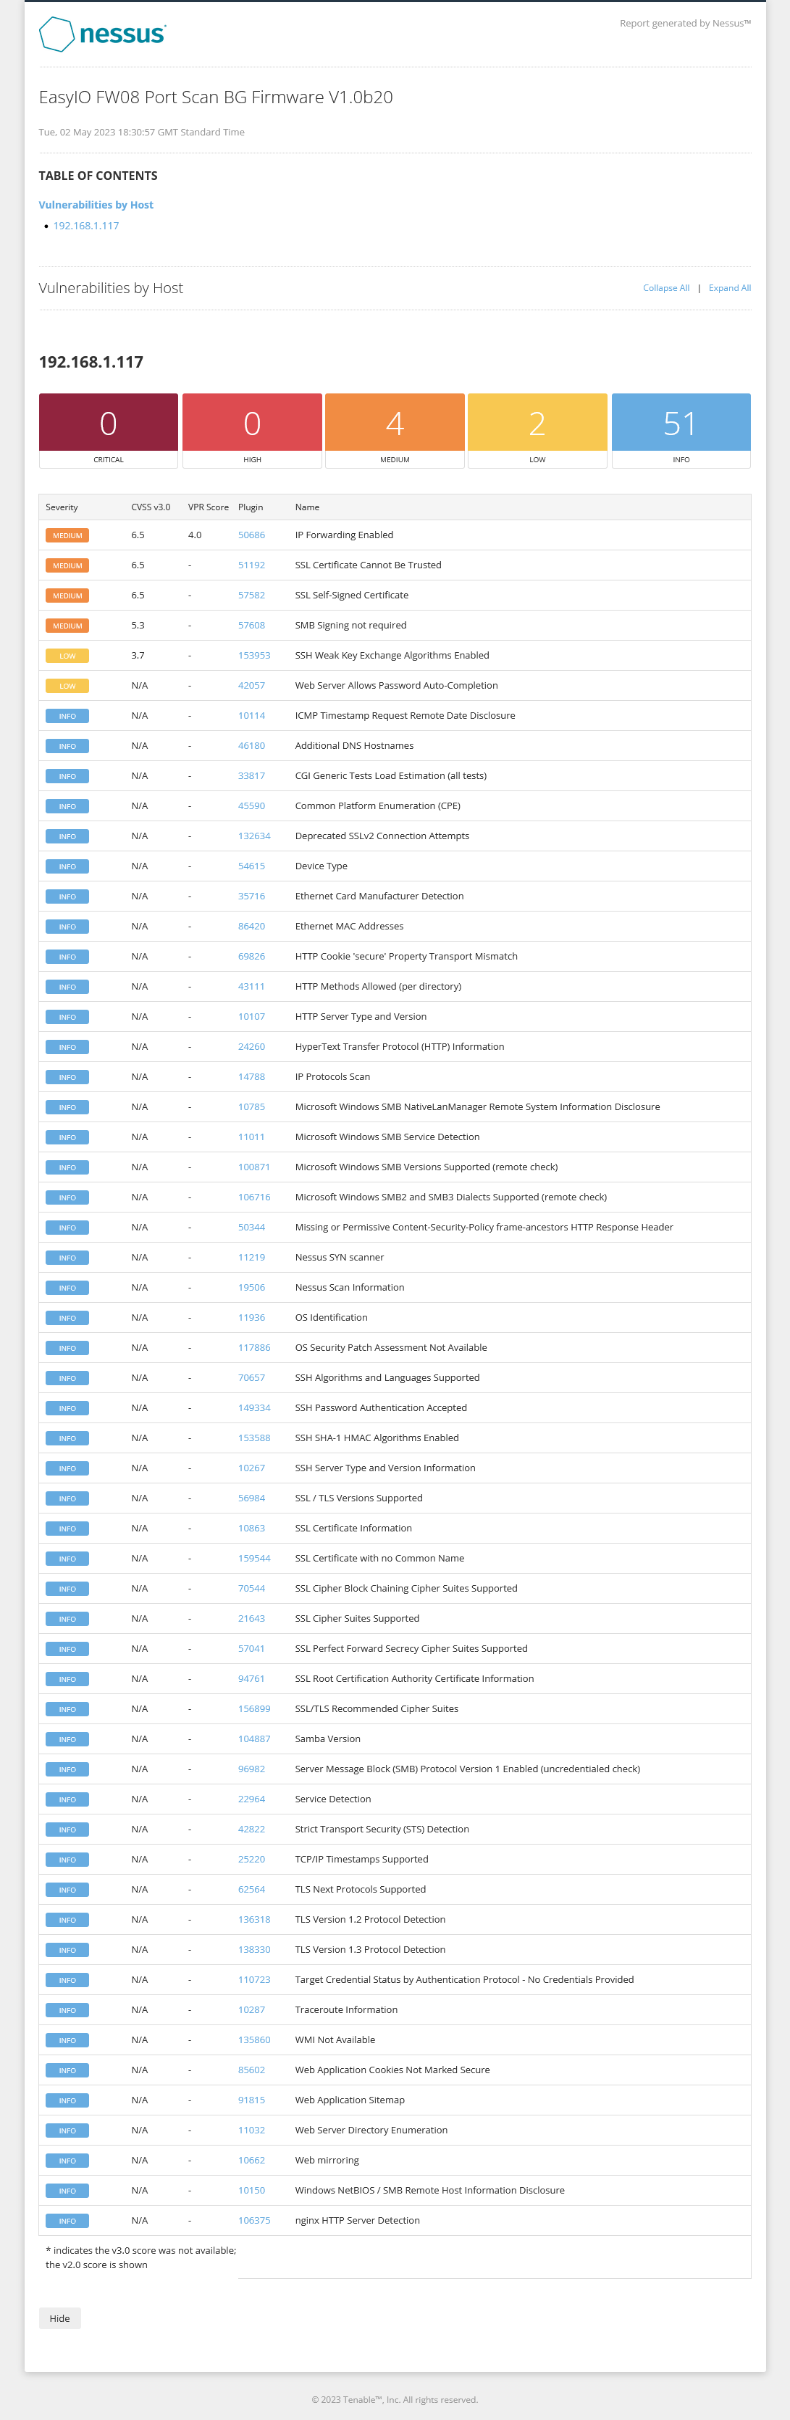 nessus
Report generated by Nessus™
EasyIO FW08 Port Scan BG Firmware V1.0b20
Tue, 02 May 2023 18:30:57 GMT Standard Time
TABLE OF CONTENTS
Vulnerabilities by Host
• 192.168.1.117
Vulnerabilities by Host
Collapse All | Expand All
192.168.1.117
0 0 4 2 51
CRITICAL HIGH MEDIUM LOW INFO
Severity CVSS v3.0 VPR Score Plugin Name
MEDIUM 6.5 4.0 50686 IP Forwarding Enabled
MEDIUM 6.5 - 51192 SSL Certificate Cannot Be Trusted
MEDIUM 6.5 - 57582 SSL Self-Signed Certificate
MEDIUM 5.3 - 57608 SMB Signing not required
LOW 3.7 - 153953 SSH Weak Key Exchange Algorithms Enabled
LOW N/A - 42057 Web Server Allows Password Auto-Completion
INFO N/A - 10114 ICMP Timestamp Request Remote Date Disclosure
INFO N/A - 46180 Additional DNS Hostnames
INFO N/A - 33817 CGI Generic Tests Load Estimation (all tests)
INFO N/A - 45590 Common Platform Enumeration (CPE)
INFO N/A - 132634 Deprecated SSLv2 Connection Attempts
INFO N/A - 54615 Device Type
INFO N/A - 35716 Ethernet Card Manufacturer Detection
INFO N/A - 86420 Ethernet MAC Addresses
INFO N/A - 69826 HTTP Cookie 'secure' Property Transport Mismatch
INFO N/A - 43111 HTTP Methods Allowed (per directory)
INFO N/A - 10107 HTTP Server Type and Version
INFO N/A - 24260 HyperText Transfer Protocol (HTTP) Information
INFO N/A - 14788 IP Protocols Scan
INFO N/A - 10785 Microsoft Windows SMB NativeLanManager Remote System Information Disclosure
INFO N/A - 11011 Microsoft Windows SMB Service Detection
INFO N/A - 100871 Microsoft Windows SMB Versions Supported (remote check)
INFO N/A - 106716 Microsoft Windows SMB2 and SMB3 Dialects Supported (remote check)
INFO N/A - 50344 Missing or Permissive Content-Security-Policy frame-ancestors HTTP Response Header
INFO N/A - 11219 Nessus SYN scanner
INFO N/A - 19506 Nessus Scan Information
INFO N/A - 11936 OS Identification
INFO N/A - 117886 OS Security Patch Assessment Not Available
INFO N/A - 70657 SSH Algorithms and Languages Supported
INFO N/A - 149334 SSH Password Authentication Accepted
INFO N/A - 153588 SSH SHA-1 HMAC Algorithms Enabled
INFO N/A - 10267 SSH Server Type and Version Information
INFO N/A - 56984 SSL / TLS Versions Supported
INFO N/A - 10863 SSL Certificate Information
INFO N/A - 159544 SSL Certificate with no Common Name
INFO N/A - 70544 SSL Cipher Block Chaining Cipher Suites Supported
INFO N/A - 21643 SSL Cipher Suites Supported
INFO N/A - 57041 SSL Perfect Forward Secrecy Cipher Suites Supported
INFO N/A - 94761 SSL Root Certification Authority Certificate Information
INFO N/A - 156899 SSL/TLS Recommended Cipher Suites
INFO N/A - 104887 Samba Version
INFO N/A - 96982 Server Message Block (SMB) Protocol Version 1 Enabled (uncredentialed check)
INFO N/A - 22964 Service Detection
INFO N/A - 42822 Strict Transport Security (STS) Detection
INFO N/A - 25220 TCP/IP Timestamps Supported
INFO N/A - 62564 TLS Next Protocols Supported
INFO N/A - 136318 TLS Version 1.2 Protocol Detection
INFO N/A - 138330 TLS Version 1.3 Protocol Detection
INFO N/A - 110723 Target Credential Status by Authentication Protocol - No Credentials Provided
INFO N/A - 10287 Traceroute Information
INFO N/A - 135860 WMI Not Available
INFO N/A - 85602 Web Application Cookies Not Marked Secure
INFO N/A - 91815 Web Application Sitemap
INFO N/A - 11032 Web Server Directory Enumeration
INFO N/A - 10662 Web mirroring
INFO N/A - 10150 Windows NetBIOS / SMB Remote Host Information Disclosure
INFO N/A - 106375 nginx HTTP Server Detection
* indicates the v3.0 score was not available;
the v2.0 score is shown
Hide
© 2023 Tenable™, Inc. All rights reserved.